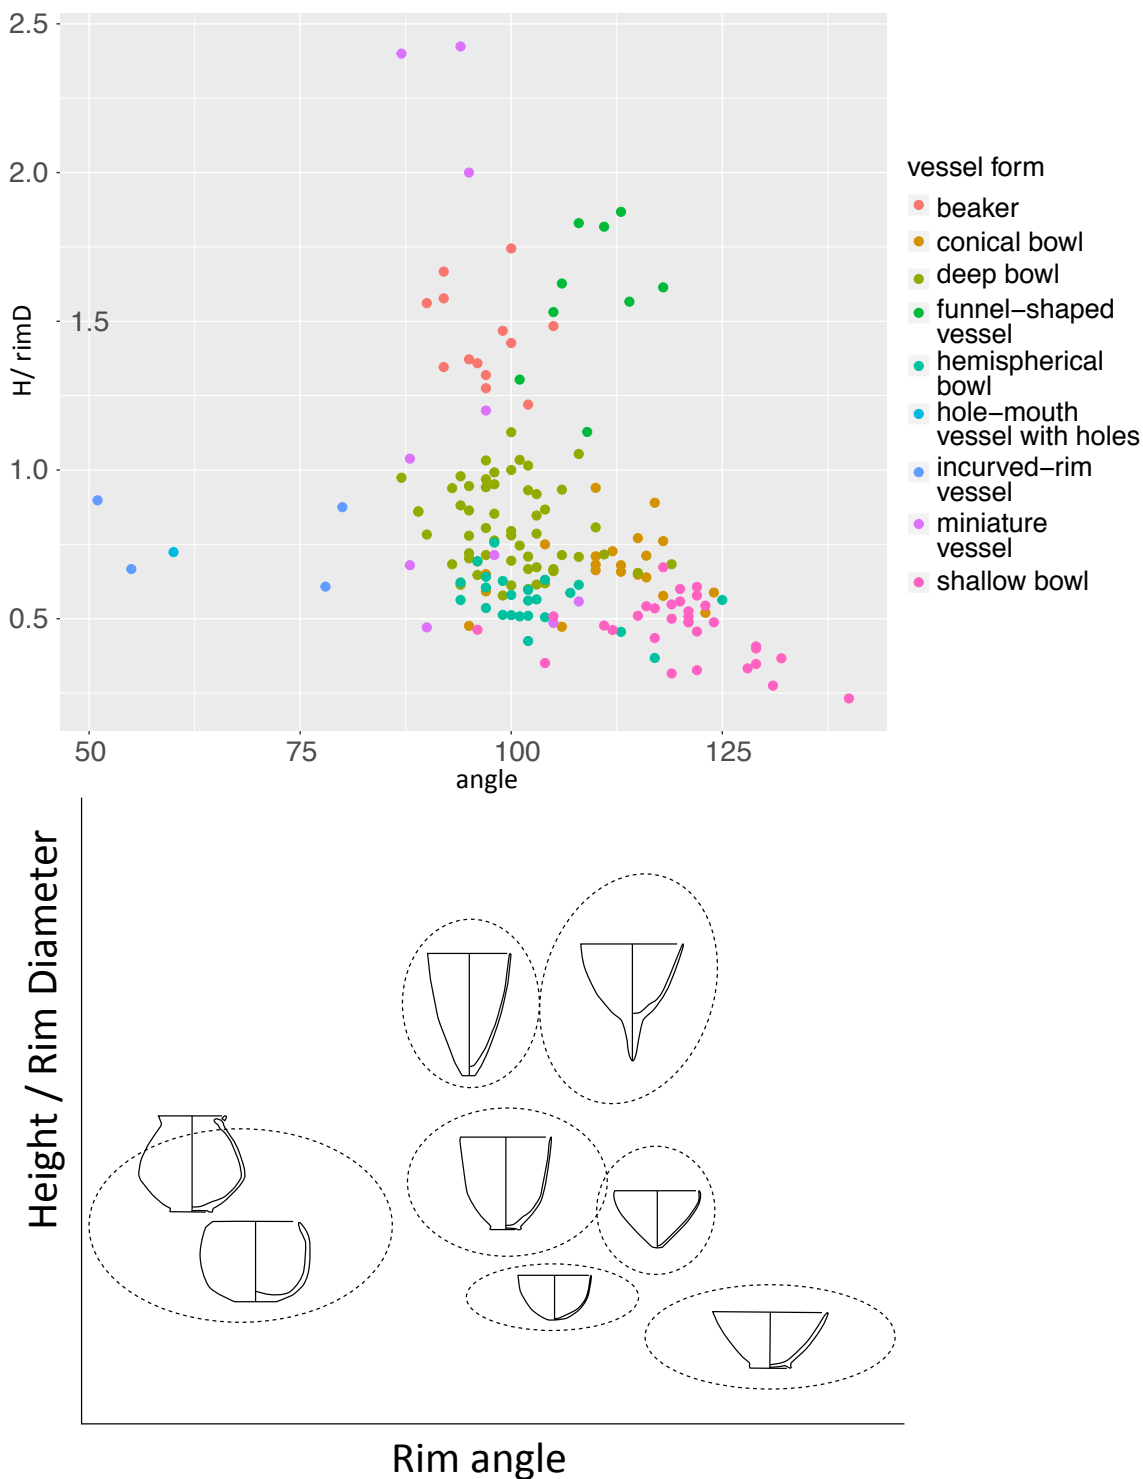 2.5
2.0
1.5
1.0
0.5
H/ rimD
50
75
100
125
angle
vessel form
beaker
conical bowl
deep bowl
funnel−shaped
vessel
hemispherical
bowl
hole−mouth
vessel with holes
incurved−rim
vessel
miniature
vessel
shallow bowl
Height / Rim Diameter
Rim angle